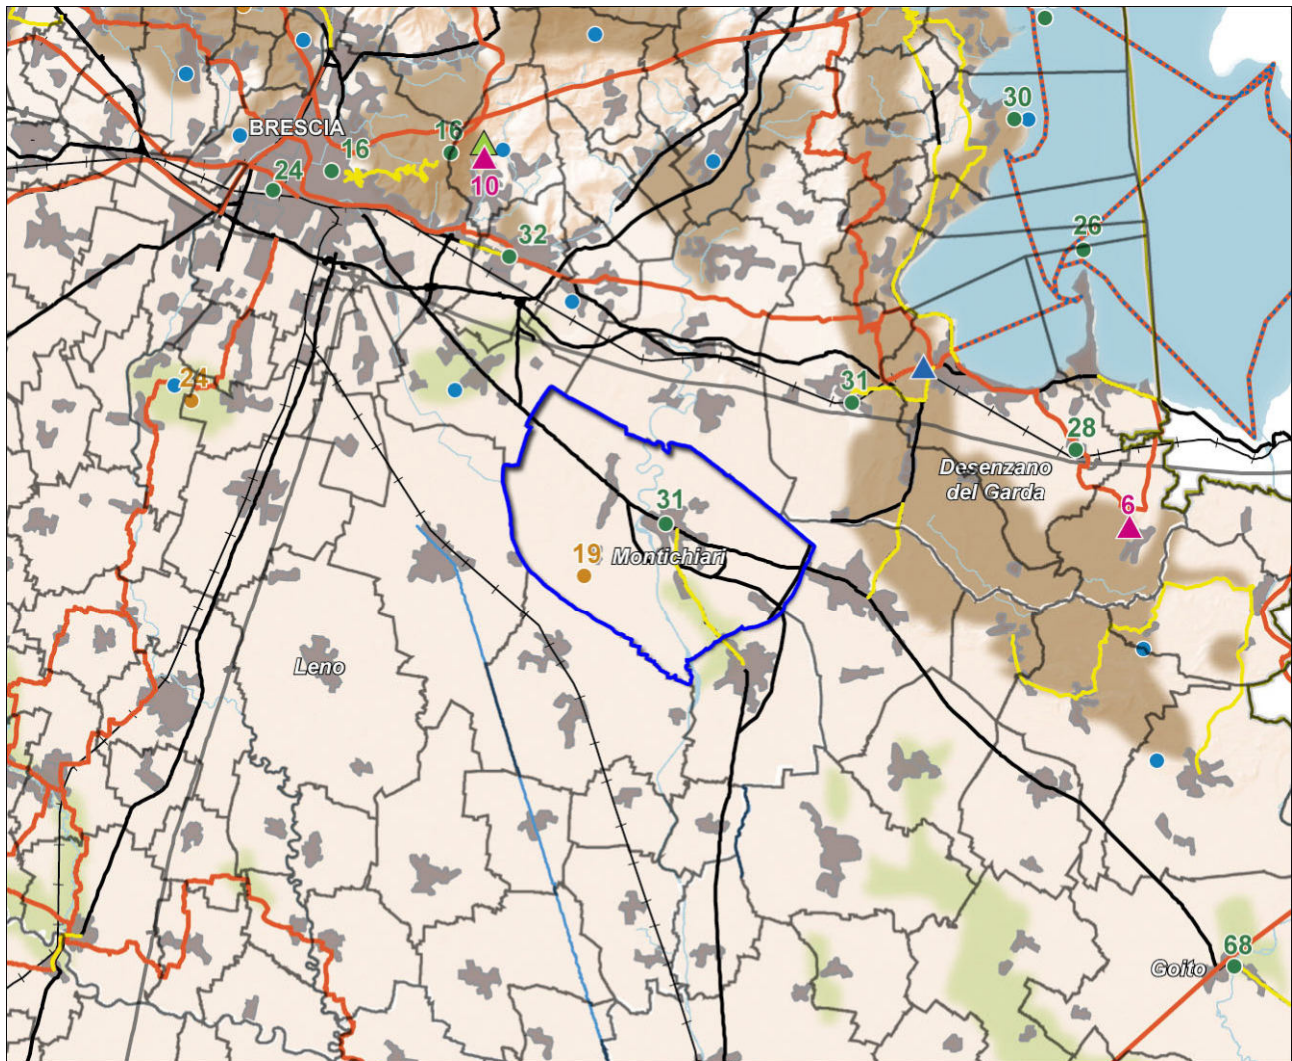 30
BRESCIA
16
16
24
10
26
32
24
31
28
Desenzano
del Garda
6
31
19
Montichiari
Leno
68
Goito